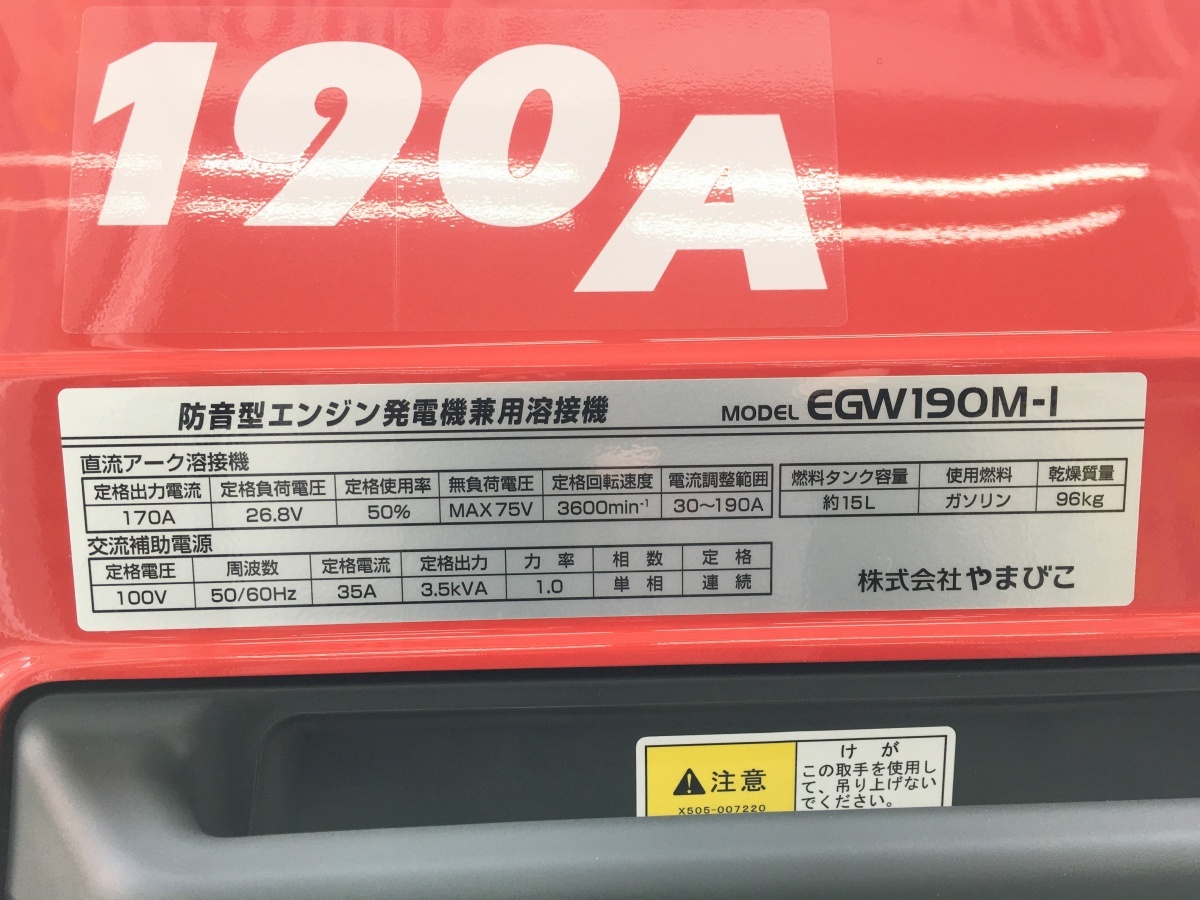 190A
防音型エンジン発電機兼用溶接機 MODEL EGW190M-I
直流アーク溶接機
定格出力電流 定格負荷電圧 定格使用率 無負荷電圧 定格回転速度 電流調整範囲 燃料タンク容量 使用燃料 乾燥質量
170A 26.8V 50% MAX75V 3600min⁻¹ 30～190A 約15L ガソリン 96kg
交流補助電源
定格電圧 周波数 定格電流 定格出力 力率 相数 定格
100V 50/60Hz 35A 3.5kVA 1.0 単相 連続
株式会社やまびこ
注意
X505-007220
けが
この取手を使用し
て、吊り上げない
でください。